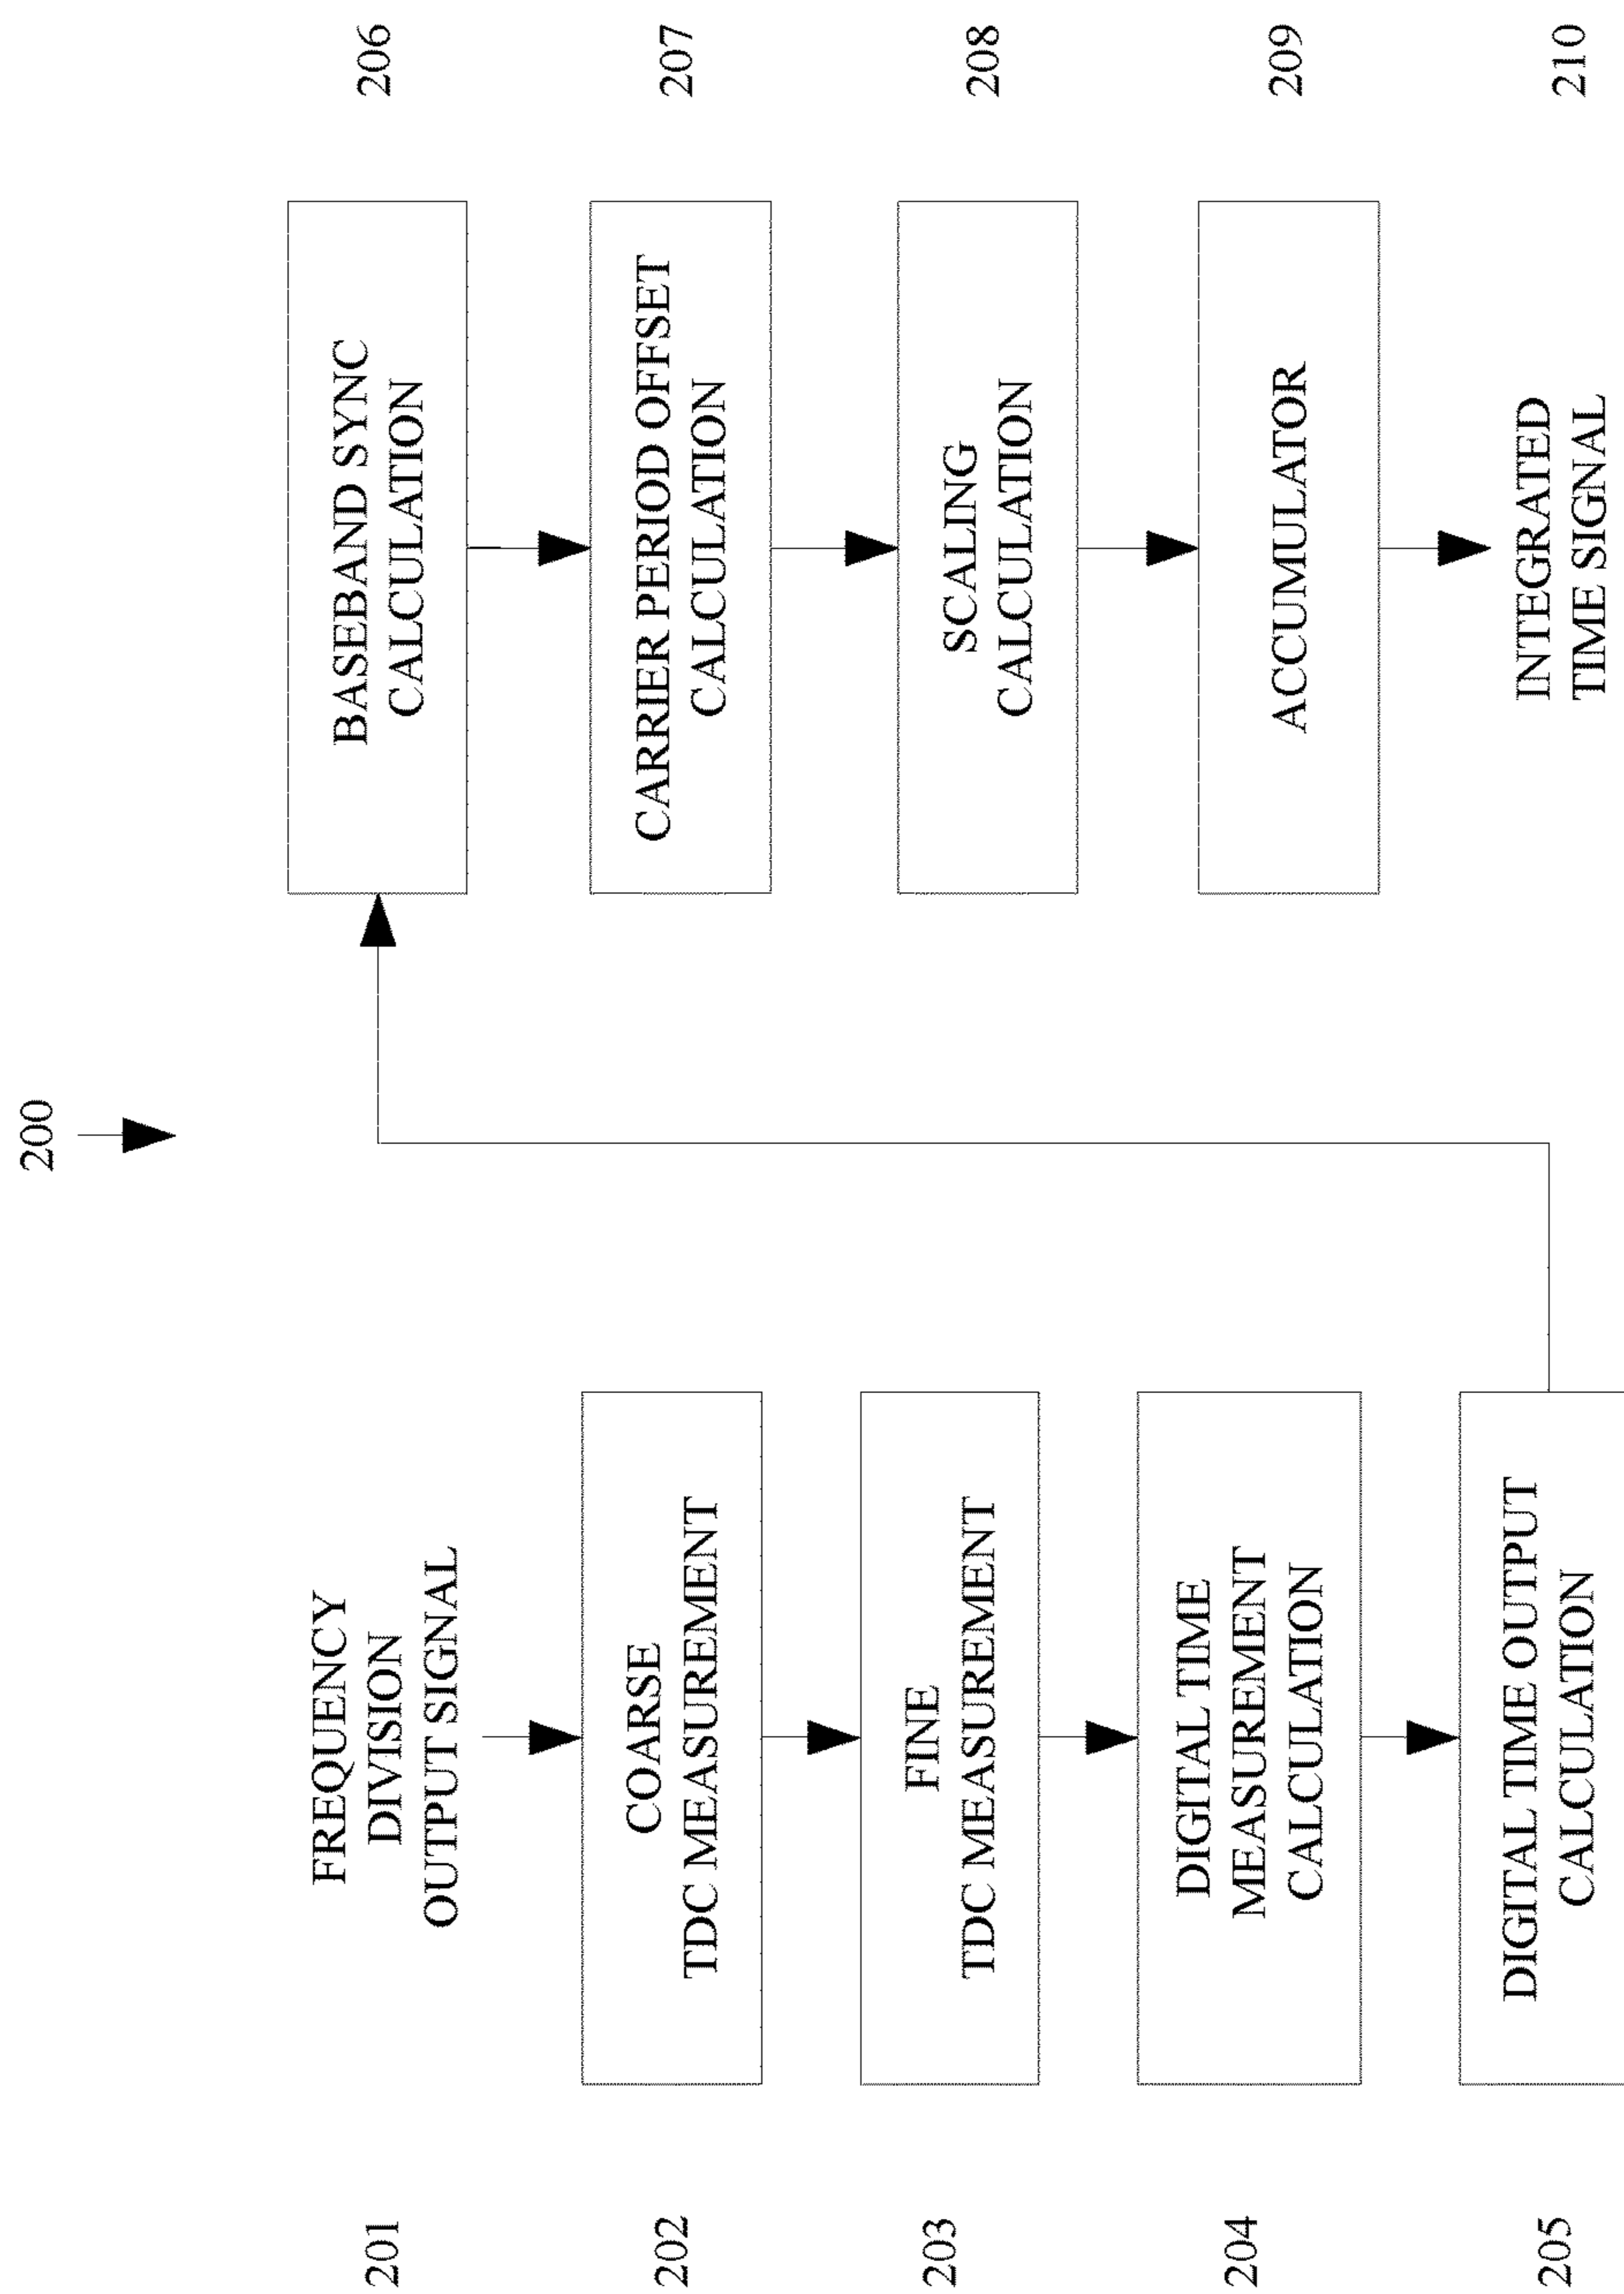 200
201
FREQUENCY
DIVISION
OUTPUT SIGNAL
202
COARSE
TDC MEASUREMENT
203
FINE
TDC MEASUREMENT
204
DIGITAL TIME
MEASUREMENT
CALCULATION
205
DIGITAL TIME OUTPUT
CALCULATION
BASEBAND SYNC
CALCULATION
206
CARRIER PERIOD OFFSET
CALCULATION
207
SCALING
CALCULATION
208
ACCUMULATOR
209
INTEGRATED
TIME SIGNAL
210